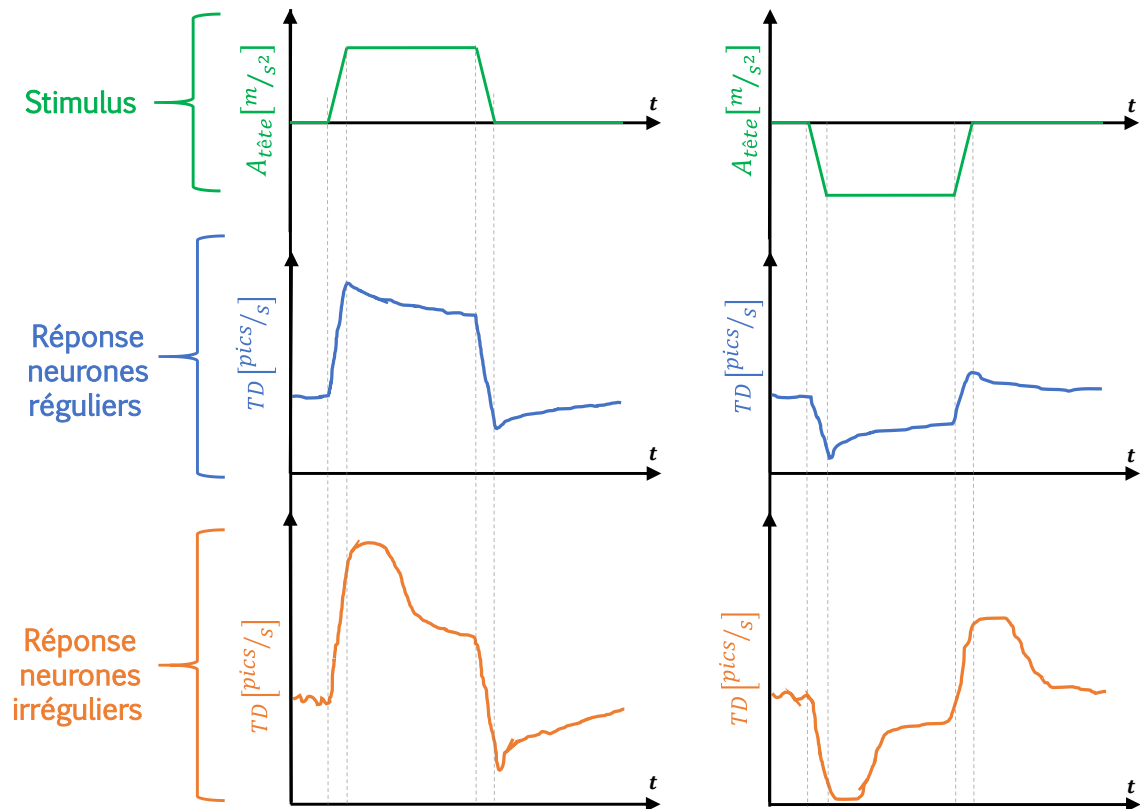 Stimulus
A_tête [m/s²]
t
A_tête [m/s²]
t
Réponse
neurones
réguliers
TD [pics/s]
t
TD [pics/s]
t
Réponse
neurones
irréguliers
TD [pics/s]
t
TD [pics/s]
t